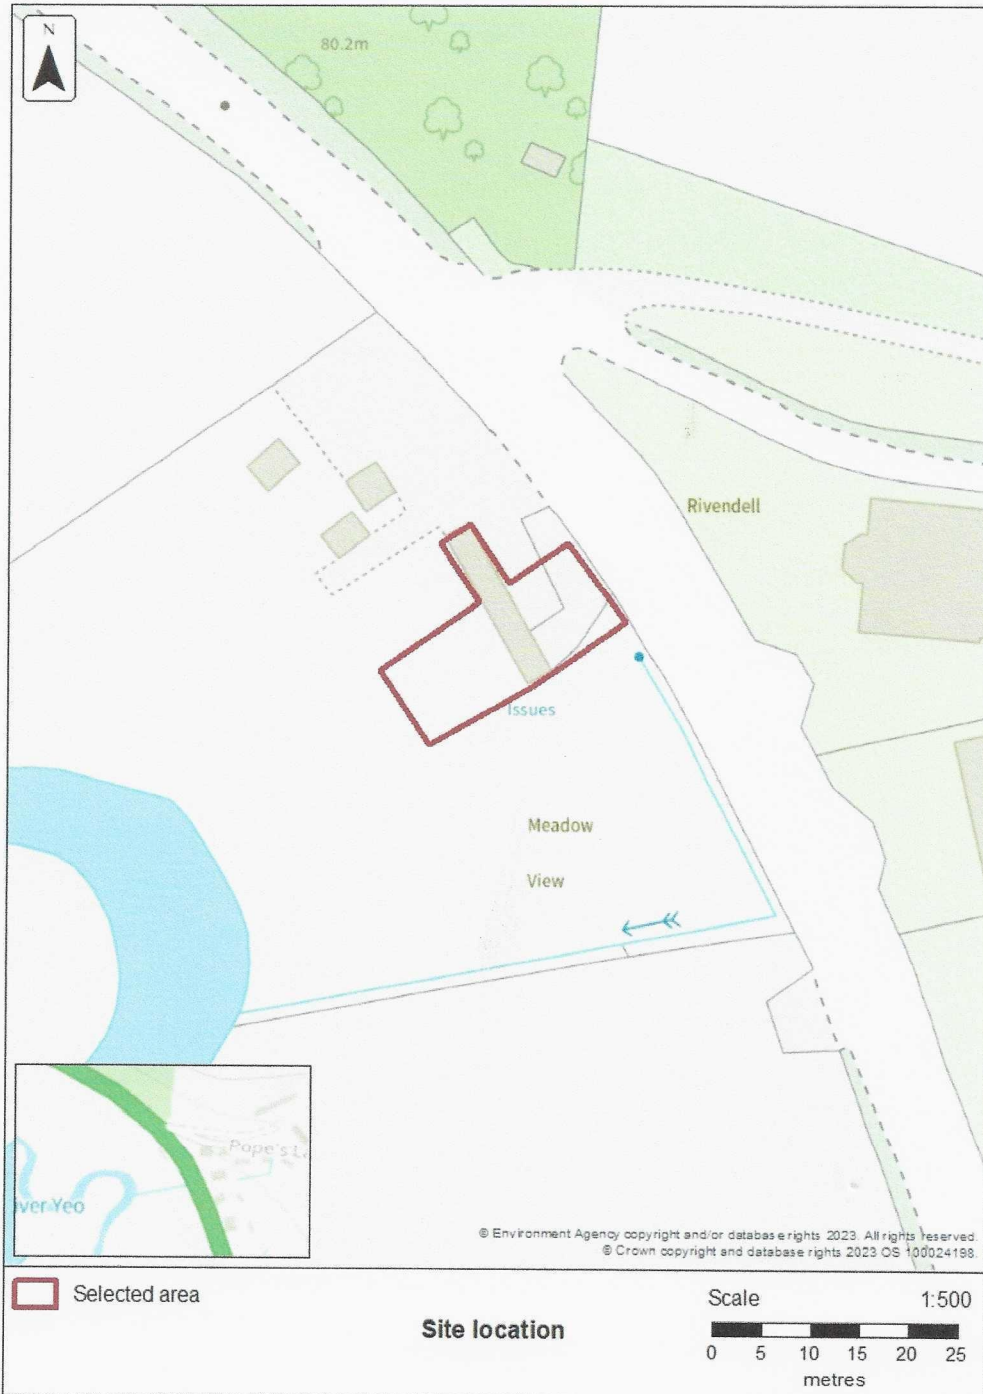 N
80.2m
Rivendell
Issues
Meadow
View
Pope's L
iver Yeo
© Environment Agency copyright and/or database rights 2023. All rights reserved.
© Crown copyright and database rights 2023 OS 100024198.
Selected area
Site location
Scale 1:500
0 5 10 15 20 25
metres